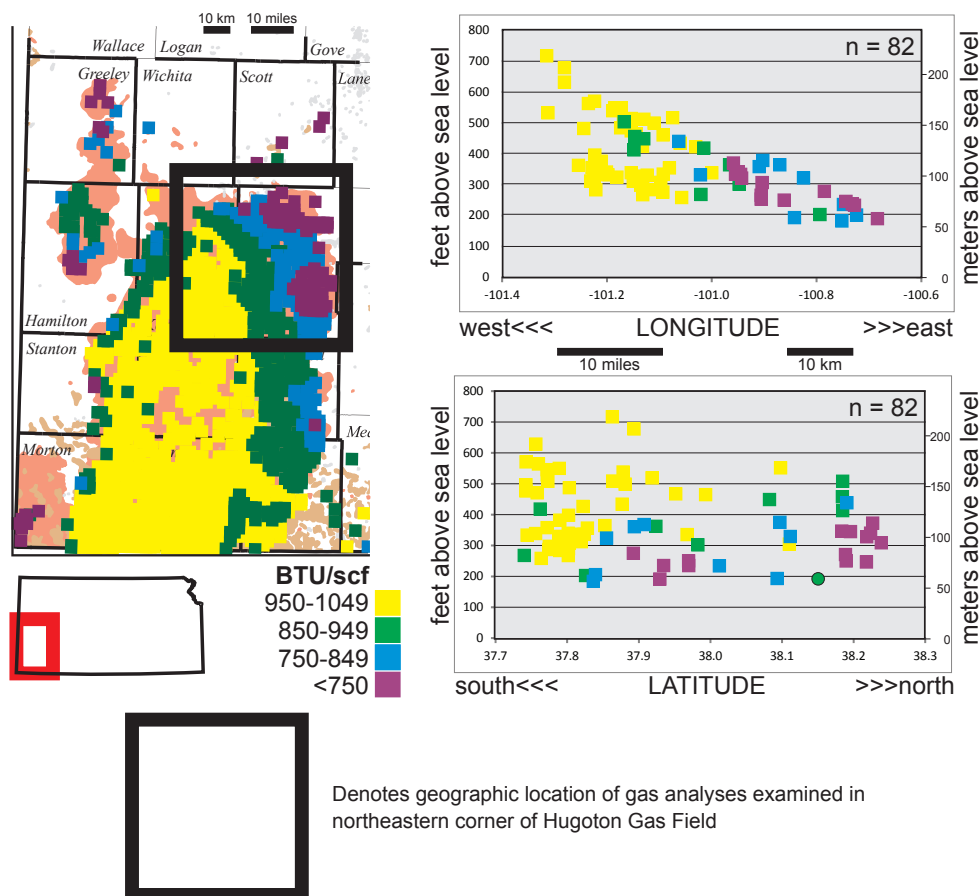 10 km 10 miles
Wallace Logan Gove
Greeley Wichita Scott Lane
Hamilton
Stanton
Morton Me
BTU/scf
950-1049
850-949
750-849
<750
n = 82
feet above sea level
800
700
600
500
400
300
200
100
0
meters above sea level
200
150
100
50
0
-101.4 -101.2 -101.1 -101.0 -100.8 -100.6
west<<< LONGITUDE >>>east
10 miles 10 km
n = 82
feet above sea level
800
700
600
500
400
300
200
100
0
meters above sea level
200
150
100
50
0
37.7 37.8 37.9 38.0 38.1 38.2 38.3
south<<< LATITUDE >>>north
Denotes geographic location of gas analyses examined in
northeastern corner of Hugoton Gas Field